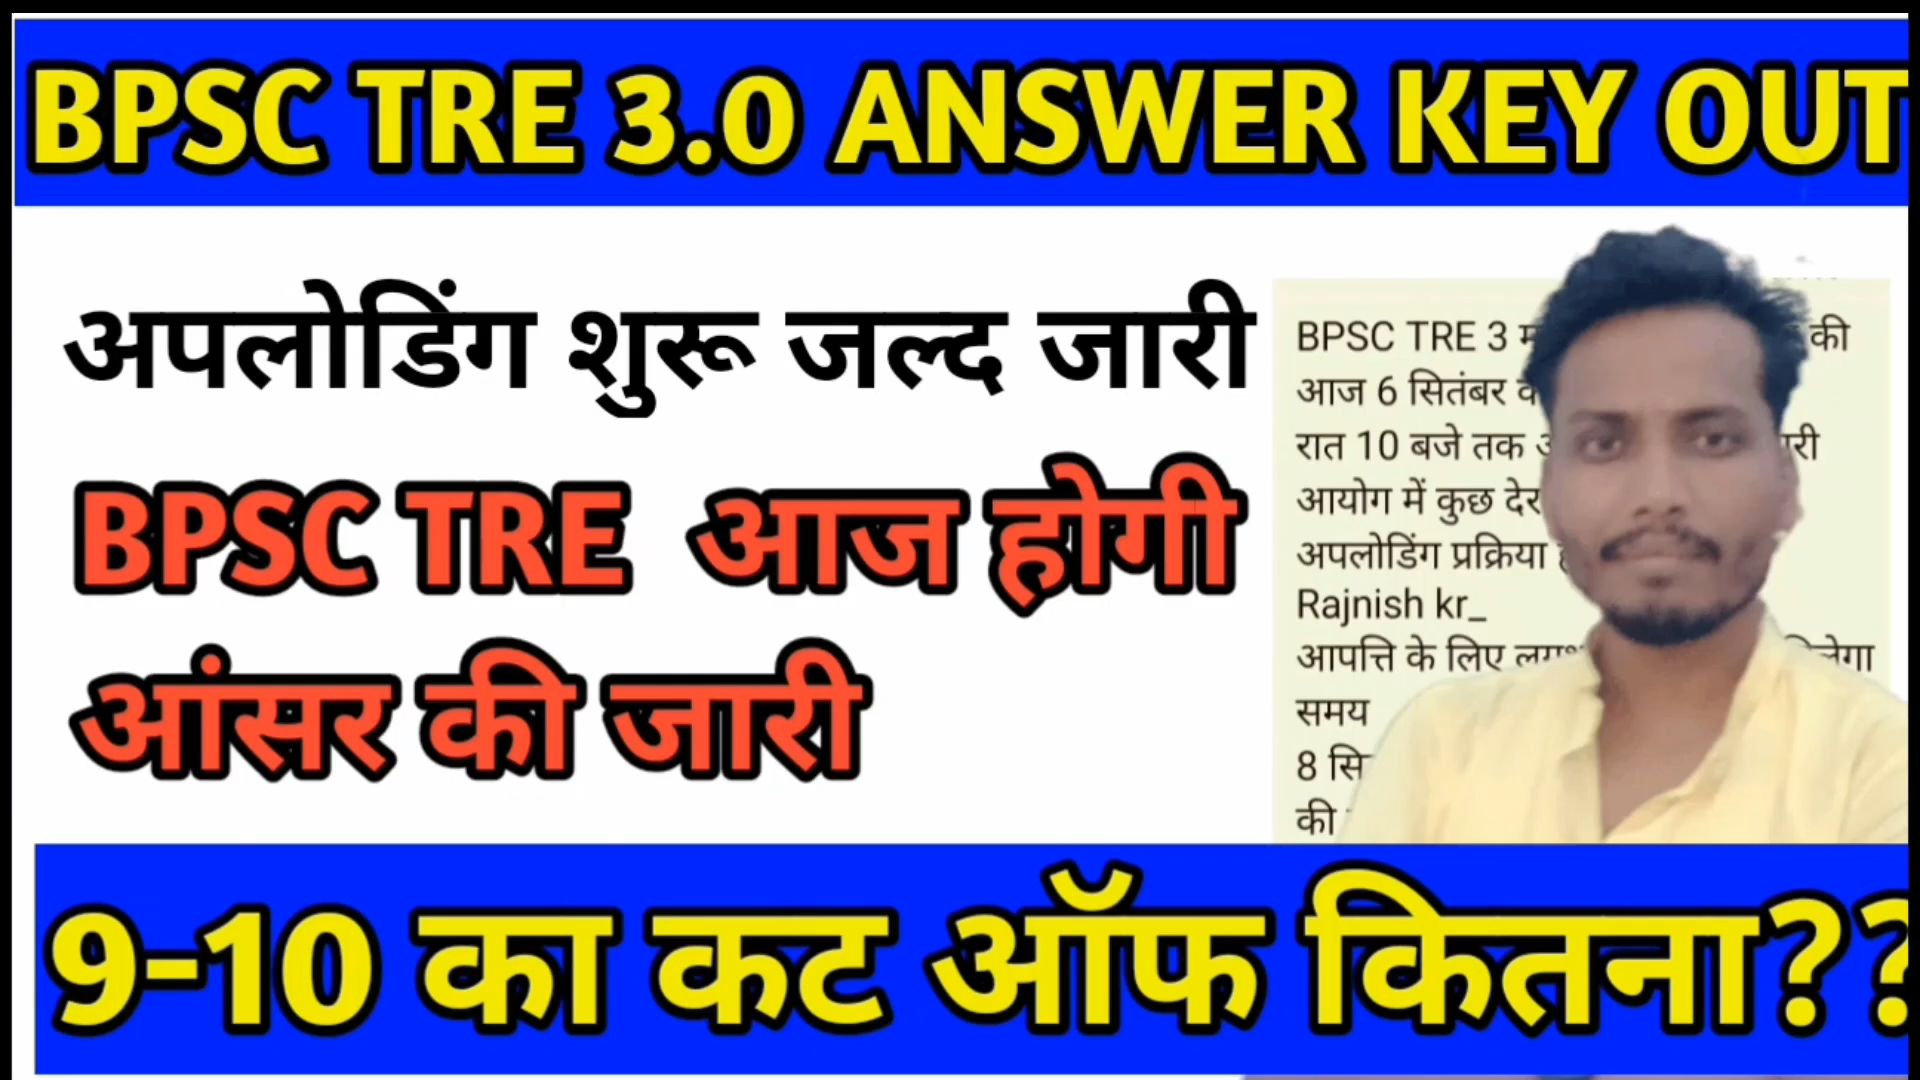 BPSC TRE 3.0 ANSWER KEY OUT
अपलोडिंग शुरू जल्द जारी
BPSC TRE आज होगी
आंसर की जारी
BPSC TRE 3 की
आज 6 सितंबर
रात 10 बजे तक
आयोग में कुछ देर
अपलोडिंग प्रक्रिया
Rajnish kr_
आपत्ति के लिए
समय
8
की
9-10 का कट ऑफ कितना??